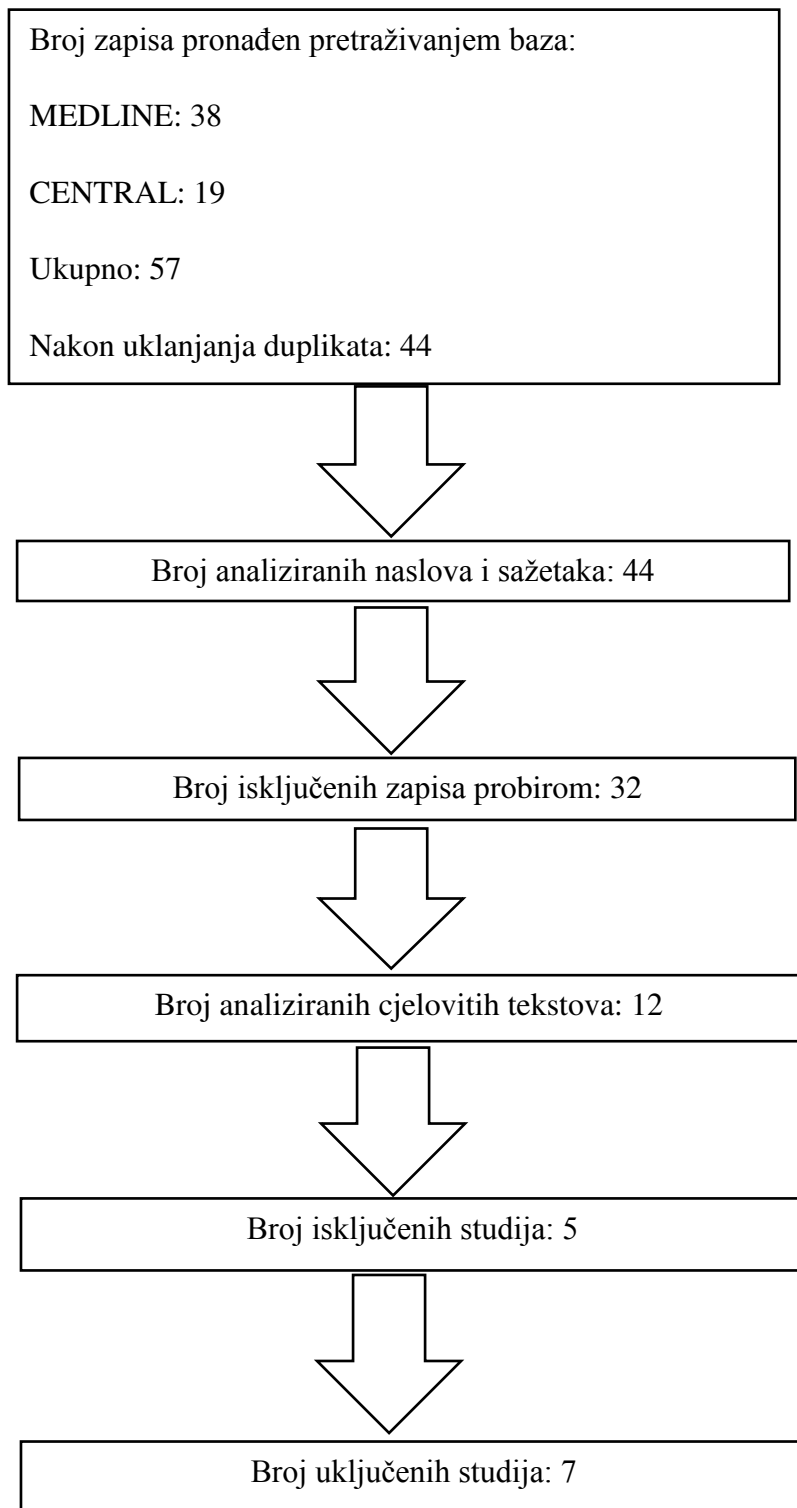 Broj zapisa pronađen pretraživanjem baza:
MEDLINE: 38
CENTRAL: 19
Ukupno: 57
Nakon uklanjanja duplikata: 44
Broj analiziranih naslova i sažetaka: 44
Broj isključenih zapisa probirom: 32
Broj analiziranih cjelovitih tekstova: 12
Broj isključenih studija: 5
Broj uključenih studija: 7